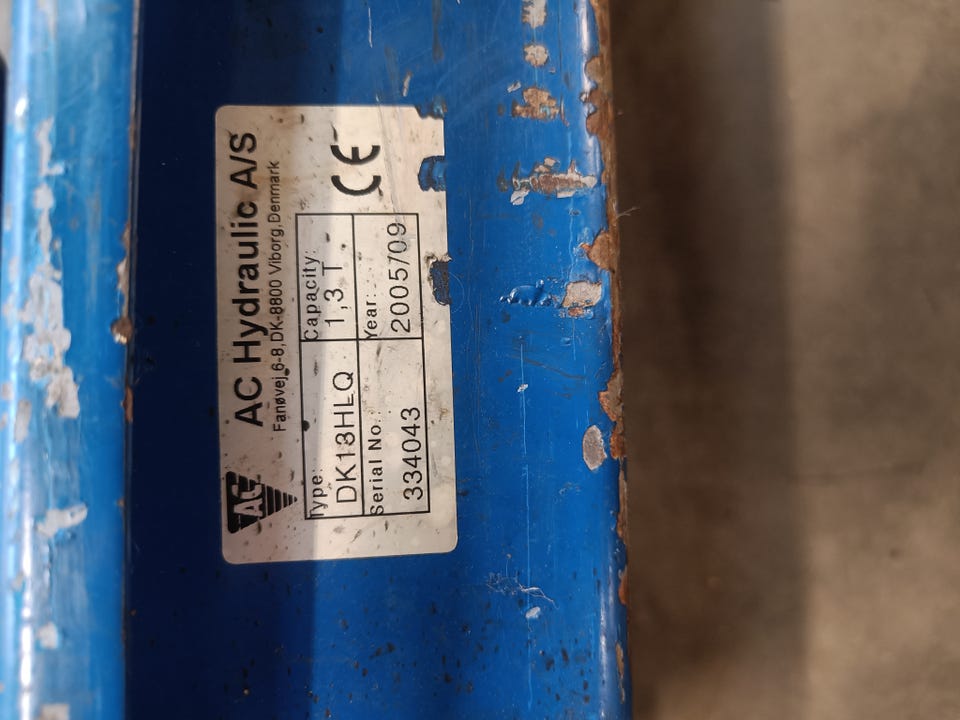 AC
AC Hydraulic A/S
Fanøvej 6-8, DK-8800 Viborg, Denmark
Type: Capacity:
DK13HLQ 1,3 T
Serial No. Year:
334043 2005/09
CE